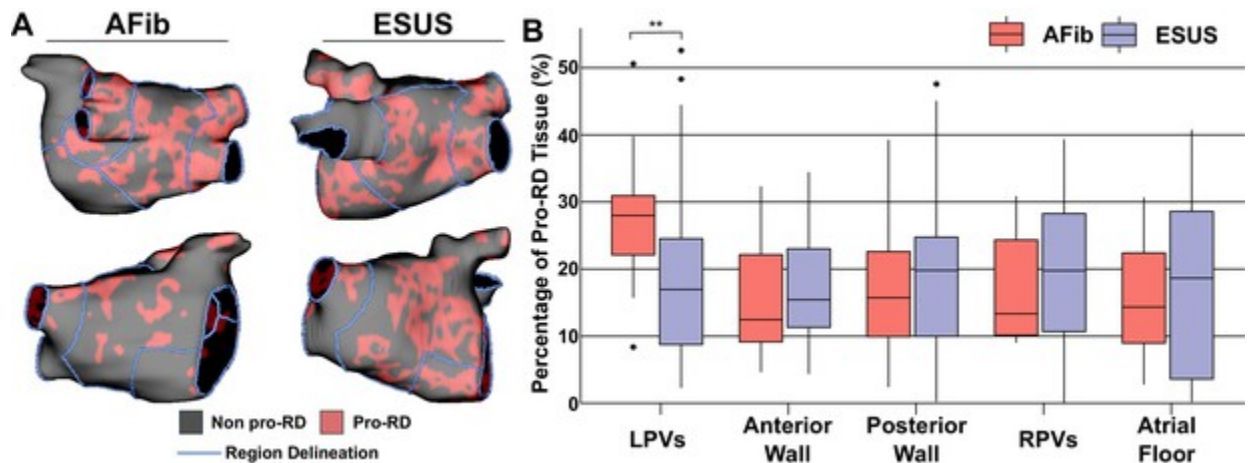 A
AFib
ESUS
Non pro-RD
Pro-RD
Region Delineation
B
**
AFib
ESUS
Percentage of Pro-RD Tissue (%)
50
40
30
20
10
0
LPVs
Anterior
Wall
Posterior
Wall
RPVs
Atrial
Floor